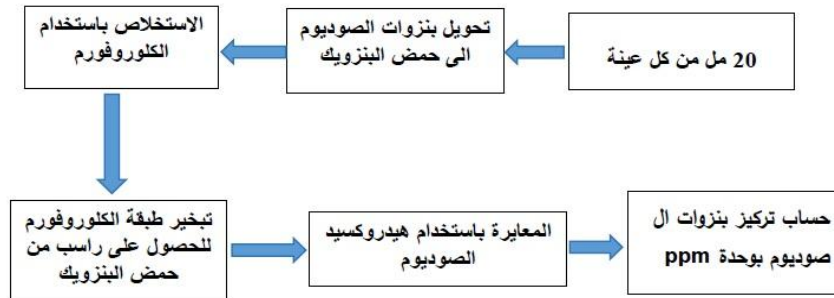 20 مل من كل عينة
تحويل بنزوات الصوديوم
الى حمض البنزويك
الاستخلاص باستخدام
الكلوروفورم
تبخير طبقة الكلوروفورم
للحصول على راسب من
حمض البنزويك
المعايرة باستخدام هيدروكسيد
الصوديوم
حساب تركيز بنزوات ال
صوديوم بوحدة ppm